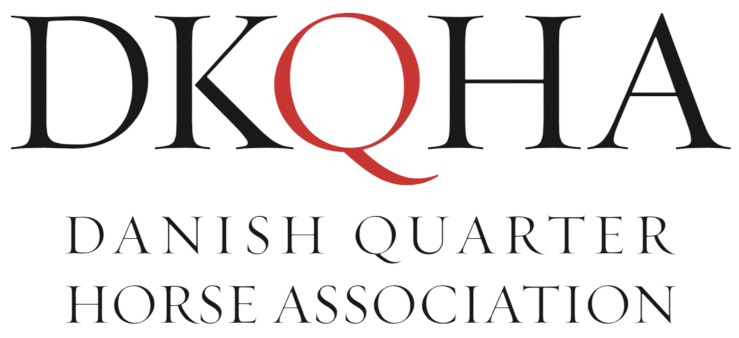 DKQHA
DANISH QUARTER
HORSE ASSOCIATION